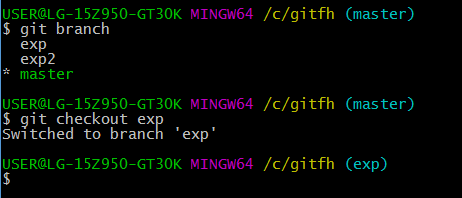 USER@LG-15Z950-GT30K MINGW64 /c/gitfh (master)
$ git branch
  exp
  exp2
* master
USER@LG-15Z950-GT30K MINGW64 /c/gitfh (master)
$ git checkout exp
Switched to branch 'exp'
USER@LG-15Z950-GT30K MINGW64 /c/gitfh (exp)
$